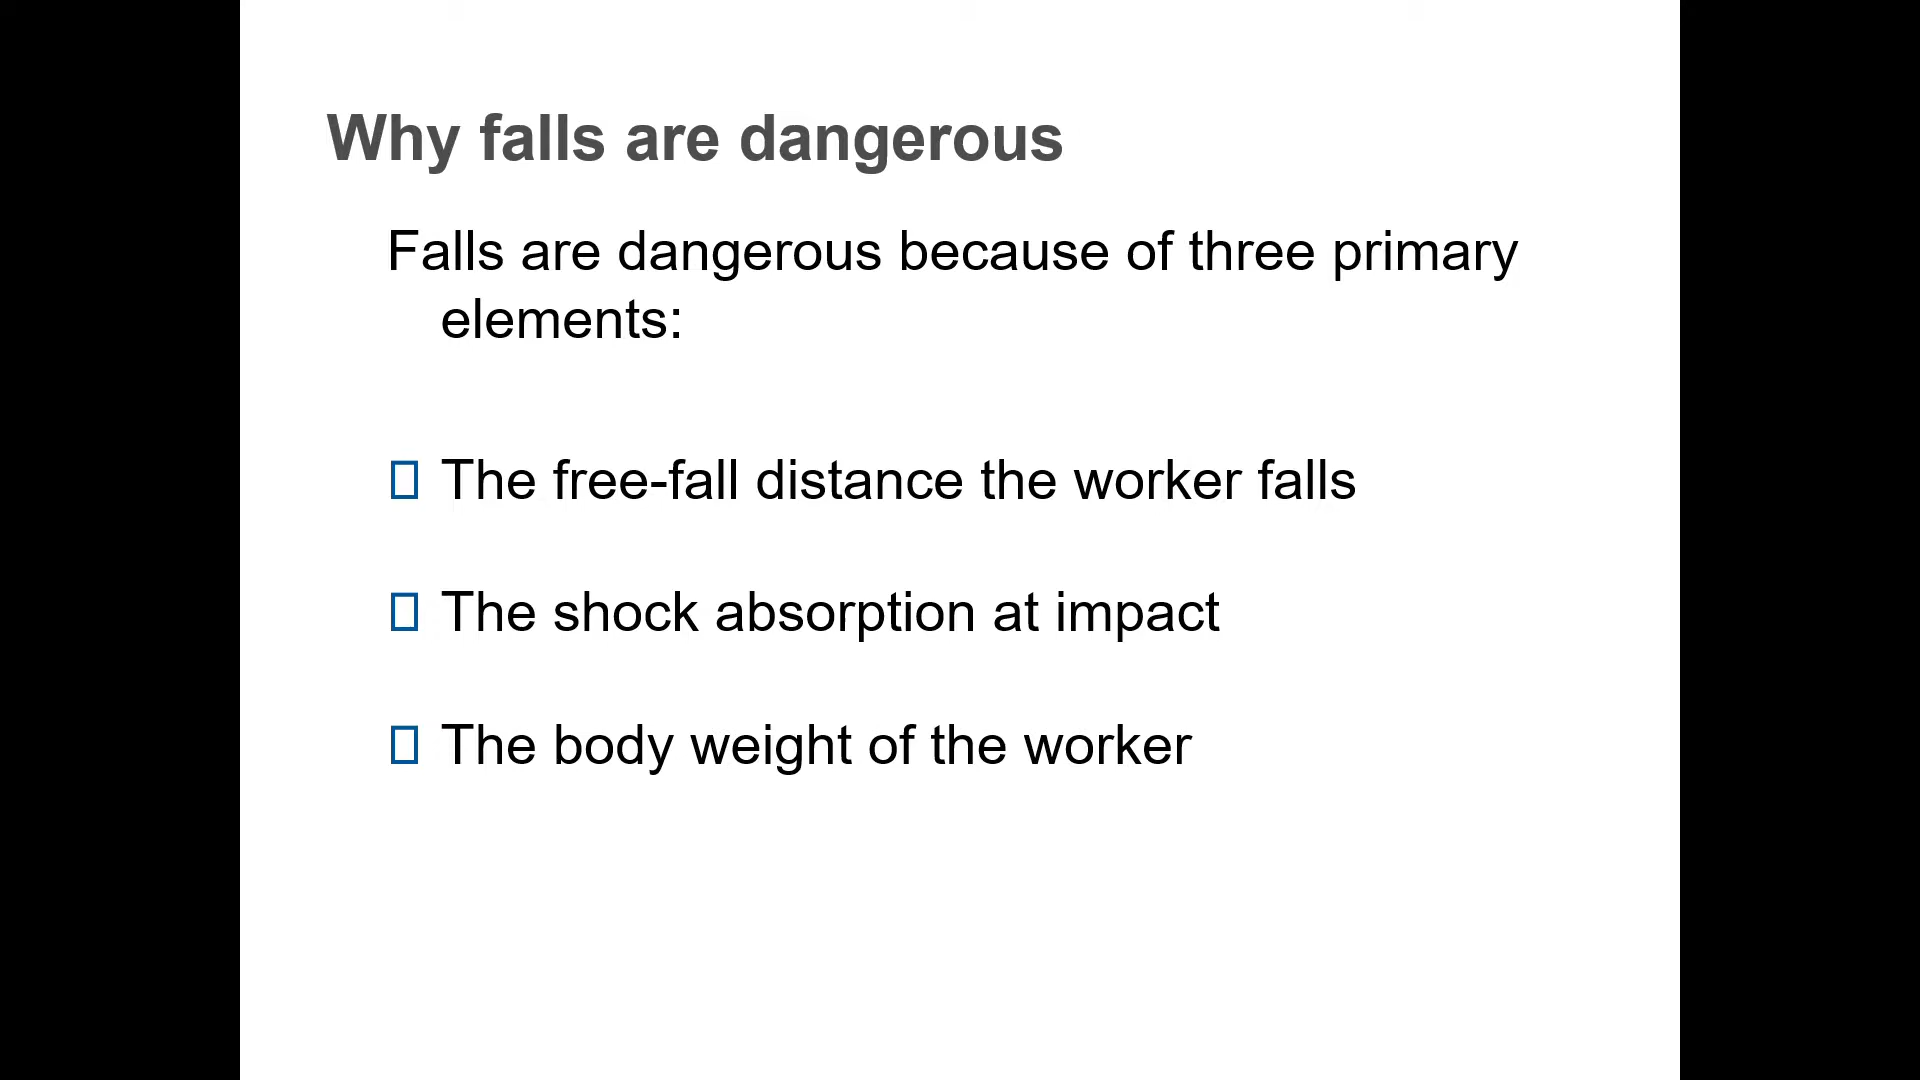 Why falls are dangerous
Falls are dangerous because of three primary
elements:
The free-fall distance the worker falls
The shock absorption at impact
The body weight of the worker